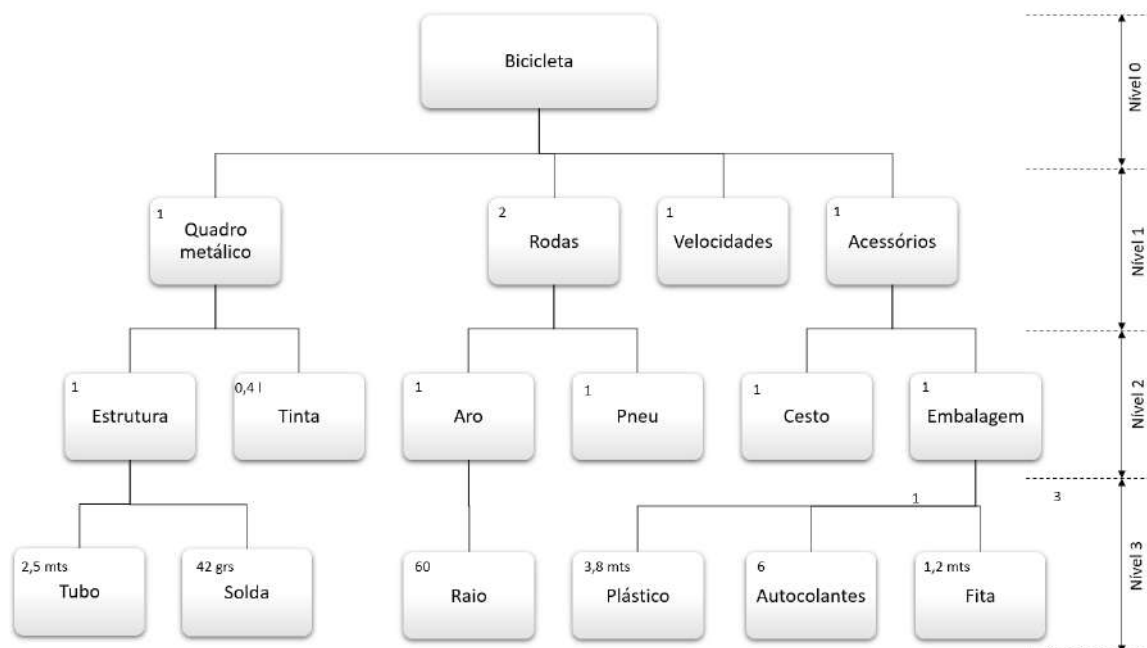 Bicicleta
Nível 0
1
Quadro
metálico
2
Rodas
1
Velocidades
1
Acessórios
Nível 1
1
Estrutura
0,4 l
Tinta
1
Aro
1
Pneu
1
Cesto
1
Embalagem
Nível 2
1
3
2,5 mts
Tubo
42 grs
Solda
60
Raio
3,8 mts
Plástico
6
Autocolantes
1,2 mts
Fita
Nível 3